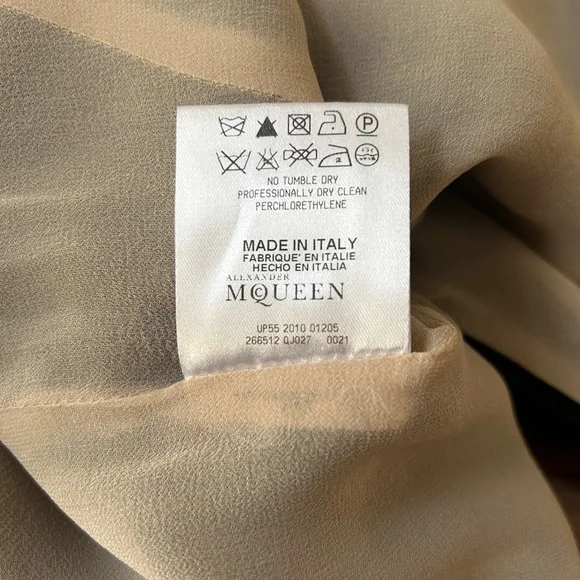 NO TUMBLE DRY
PROFESSIONALLY DRY CLEAN
PERCHLORETHYLENE
MADE IN ITALY
FABRIQUE' EN ITALIE
HECHO EN ITALIA
ALEXANDER
McQUEEN
UP55 2010 01205
266512 QJ027 0021